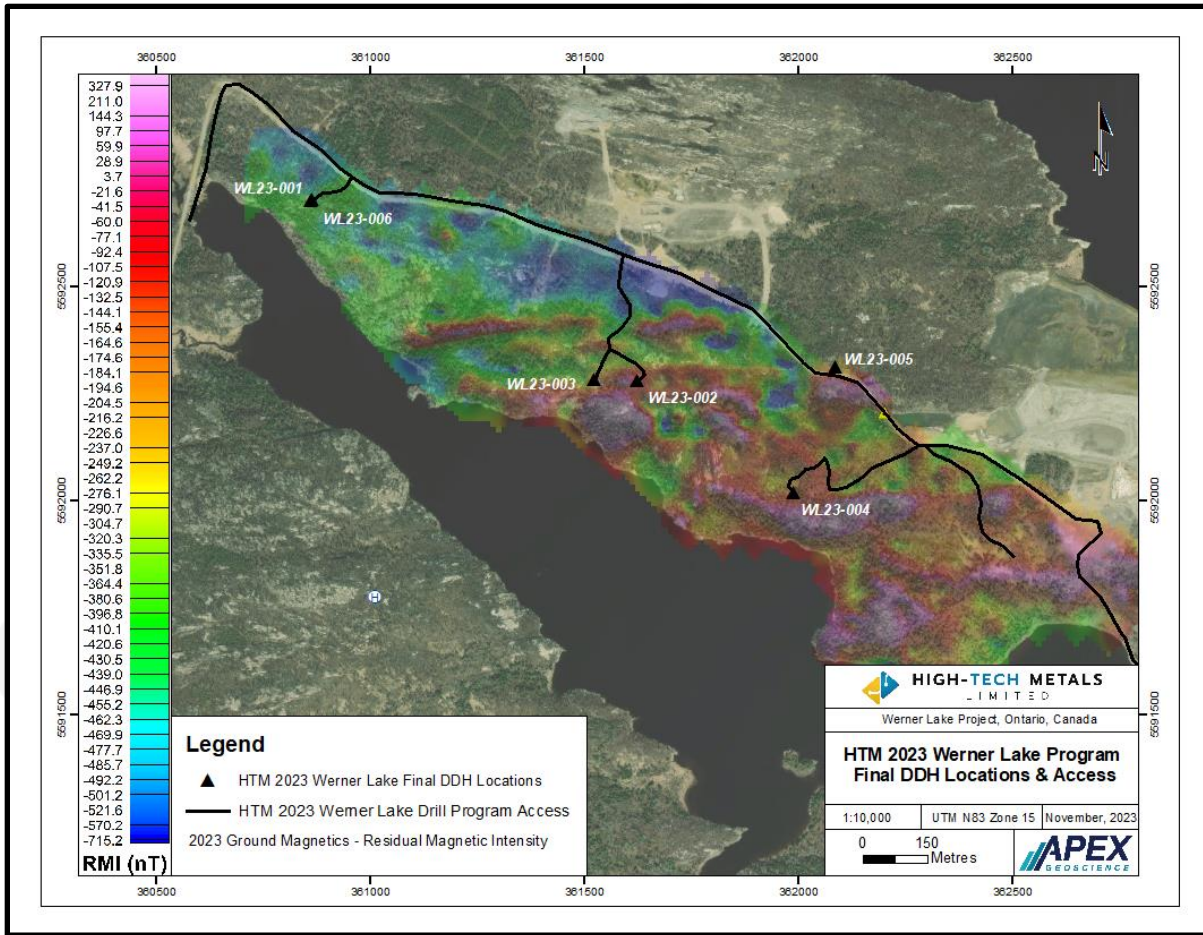 360500 361000 361500 362000 362500
327.9
211.0
144.3
97.7
59.9
28.9
3.7
-21.6
-41.5
-60.0
-77.1
-92.4
-107.5
-120.9
-132.5
-144.1
-155.4
-164.6
-174.6
-184.1
-194.6
-204.5
-216.2
-226.6
-237.0
-249.2
-262.2
-276.1
-290.7
-304.7
-320.3
-335.5
-351.8
-364.4
-380.6
-396.8
-410.1
-420.6
-430.5
-439.0
-446.9
-455.2
-462.3
-469.9
-477.7
-485.7
-492.2
-501.2
-521.6
-570.2
-715.2
RMI (nT)
5592500
5592000
5591500
N
WL23-001
WL23-006
WL23-005
WL23-003
WL23-002
WL23-004
H
5592500
5592000
5591500
Legend
HTM 2023 Werner Lake Final DDH Locations
HTM 2023 Werner Lake Drill Program Access
2023 Ground Magnetics - Residual Magnetic Intensity
HIGH-TECH METALS
LIMITED
Werner Lake Project, Ontario, Canada
HTM 2023 Werner Lake Program
Final DDH Locations & Access
1:10,000 UTM N83 Zone 15 November, 2023
0 150
Metres
APEX
GEOSCIENCE
360500 361000 361500 362000 362500